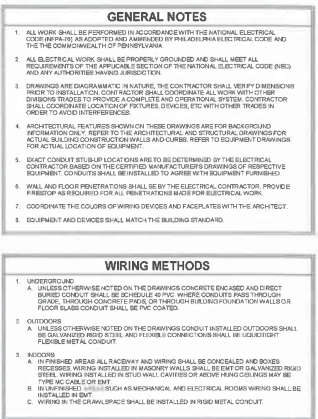 GENERAL NOTES
1. ALL WORK SHALL BE PERFORMED IN ACCORDANCE WITH THE NATIONAL ELECTRICAL
CODE (NFPA-70) AS ADOPTED AND AMMENDED BY PHILADELPHIA ELECTRICAL CODE AND
THE THE COMMONWEALTH OF PENNSYLVANIA.
2. ALL ELECTRICAL WORK SHALL BE PROPERLY GROUNDED AND SHALL MEET ALL
REQUIREMENTS OF THE APPLICABLE SECTION OF THE NATIONAL ELECTRICAL CODE (NEC)
AND ANY AUTHORITIES HAVING JURISDICTION.
3. DRAWINGS ARE DIAGRAMMATIC IN NATURE, THE CONTRACTOR SHALL VERIFY DIMENSIONS
PRIOR TO INSTALLATION. CONTRACTOR SHALL COORDINATE ALL WORK WITH OTHER
DIVISIONS TRADES TO PROVIDE A COMPLETE AND OPERATIONAL SYSTEM. CONTRACTOR
SHALL COORDINATE LOCATION OF FIXTURES, DEVICES, ETC WITH OTHER TRADES IN
ORDER TO AVOID INTERFERENCES.
4. ARCHITECTURAL FEATURES SHOWN ON THESE DRAWINGS ARE FOR BACKGROUND
INFORMATION ONLY. REFER TO THE ARCHITECTURAL AND STRUCTURAL DRAWINGS FOR
ACTUAL BUILDING CONSTRUCTION WALLS AND CURBS. REFER TO EQUIPMENT DRAWINGS
FOR ACTUAL LOCATION OF EQUIPMENT.
5. EXACT CONDUIT STUB-UP LOCATIONS ARE TO BE DETERMINED BY THE ELECTRICAL
CONTRACTOR BASED ON THE CERTIFIED MANUFACTURER'S DRAWINGS OF RESPECTIVE
EQUIPMENT. CONDUITS SHALL BE INSTALLED TO AGREE WITH EQUIPMENT FURNISHED.
6. WALL AND FLOOR PENETRATIONS SHALL BE BY THE ELECTRICAL CONTRACTOR. PROVIDE
FIRESTOP AS REQUIRED FOR ALL PENETRATIONS MADE FOR ELECTRICAL WORK.
7. COORDINATE THE COLORS OF WIRING DEVICES AND FACEPLATES WITH THE ARCHITECT.
8. EQUIPMENT AND DEVICES SHALL MATCH THE BUILDING STANDARD.
WIRING METHODS
1. UNDERGROUND
A. UNLESS OTHERWISE NOTED ON THE DRAWINGS CONCRETE ENCASED AND DIRECT
BURIED CONDUIT SHALL BE SCHEDULE 40 PVC. WHERE CONDUITS PASS THROUGH
GRADE, THROUGH CONCRETE PADS, OR THROUGH BUILDING FOUNDATION WALLS OR
FLOOR SLABS CONDUIT SHALL BE PVC COATED.
2. OUTDOORS
A. UNLESS OTHERWISE NOTED ON THE DRAWINGS CONDUIT INSTALLED OUTDOORS SHALL
BE GALVANIZED RIGID STEEL AND FLEXIBLE CONNECTIONS SHALL BE LIQUIDTIGHT
FLEXIBLE METAL CONDUIT.
3. INDOORS
A. IN FINISHED AREAS ALL RACEWAY AND WIRING SHALL BE CONCEALED AND BOXES
RECESSES. WIRING INSTALLED IN MASONRY WALLS SHALL BE EMT OR GALVANIZED RIGID
STEEL. WIRING INSTALLED IN STUD WALL CAVITIES OR ABOVE HUNG CEILINGS MAY BE
TYPE MC CABLE OR EMT.
B. IN UNFINISHED SUCH AS MECHANICAL AND ELECTRICAL ROOMS WIRING SHALL BE
INSTALLED IN EMT.
C. WIRING IN THE CRAWLSPACE SHALL BE INSTALLED IN RIGID METAL CONDUIT.